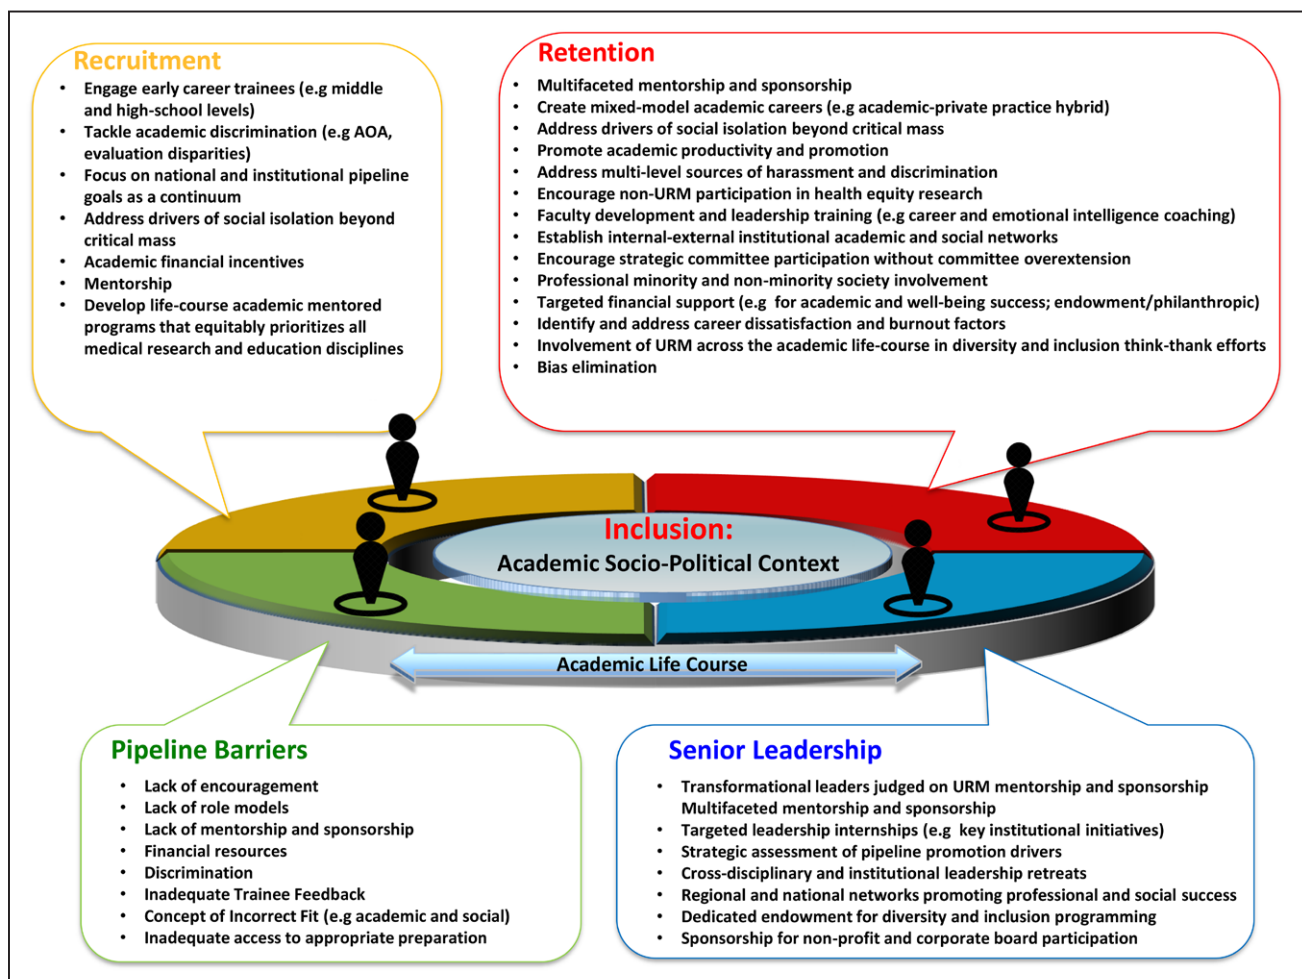 Recruitment
• Engage early career trainees (e.g middle
and high-school levels)
• Tackle academic discrimination (e.g AOA,
evaluation disparities)
• Focus on national and institutional pipeline
goals as a continuum
• Address drivers of social isolation beyond
critical mass
• Academic financial incentives
• Mentorship
• Develop life-course academic mentored
programs that equitably prioritizes all
medical research and education disciplines
Retention
• Multifaceted mentorship and sponsorship
• Create mixed-model academic careers (e.g academic-private practice hybrid)
• Address drivers of social isolation beyond critical mass
• Promote academic productivity and promotion
• Address multi-level sources of harassment and discrimination
• Encourage non-URM participation in health equity research
• Faculty development and leadership training (e.g career and emotional intelligence coaching)
• Establish internal-external institutional academic and social networks
• Encourage strategic committee participation without committee overextension
• Professional minority and non-minority society involvement
• Targeted financial support (e.g  for academic and well-being success; endowment/philanthropic)
• Identify and address career dissatisfaction and burnout factors
• Involvement of URM across the academic life-course in diversity and inclusion think-thank efforts
• Bias elimination
Inclusion:
Academic Socio-Political Context
Academic Life Course
Pipeline Barriers
• Lack of encouragement
• Lack of role models
• Lack of mentorship and sponsorship
• Financial resources
• Discrimination
• Inadequate Trainee Feedback
• Concept of Incorrect Fit (e.g academic and social)
• Inadequate access to appropriate preparation
Senior Leadership
• Transformational leaders judged on URM mentorship and sponsorship
Multifaceted mentorship and sponsorship
• Targeted leadership internships (e.g  key institutional initiatives)
• Strategic assessment of pipeline promotion drivers
• Cross-disciplinary and institutional leadership retreats
• Regional and national networks promoting professional and social success
• Dedicated endowment for diversity and inclusion programming
• Sponsorship for non-profit and corporate board participation